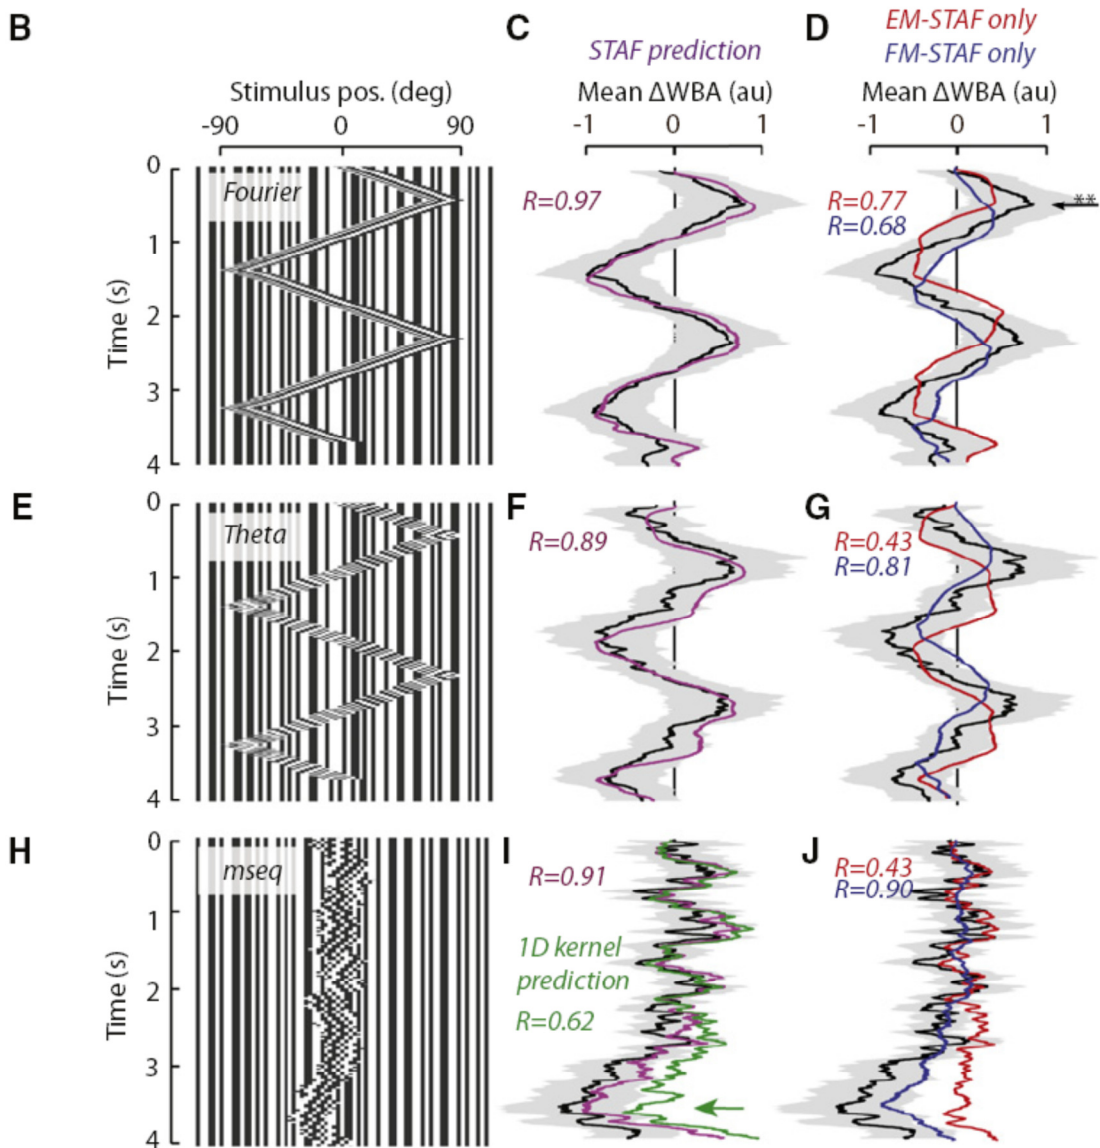 B
C
D
EM-STAF only
STAF prediction
FM-STAF only
Stimulus pos. (deg)
Mean ΔWBA (au)
Mean ΔWBA (au)
-90 0 90
-1 0 1
-1 0 1
Fourier
R=0.97
R=0.77
R=0.68
**
0
1
2
3
4
Time (s)
E
F
G
Theta
R=0.89
R=0.43
R=0.81
0
1
2
3
4
Time (s)
H
I
J
mseq
R=0.91
1D kernel
prediction
R=0.62
R=0.43
R=0.90
0
1
2
3
4
Time (s)